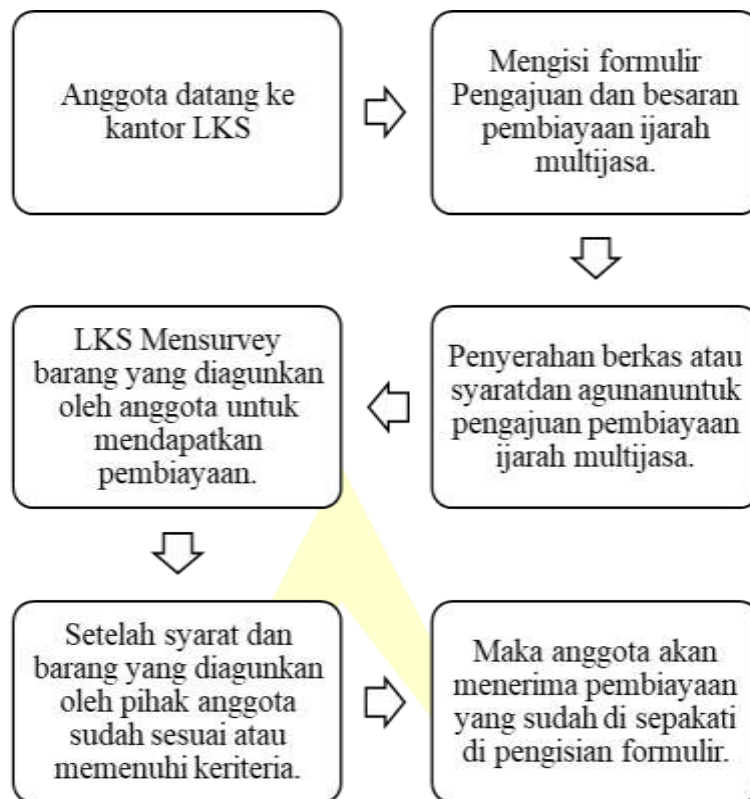 Anggota datang ke
kantor LKS
Mengisi formulir
Pengajuan dan besaran
pembiayaan ijarah
multijasa.
Penyerahan berkas atau
syaratdan agunanuntuk
pengajuan pembiayaan
ijarah multijasa.
LKS Mensurvey
barang yang diagunkan
oleh anggota untuk
mendapatkan
pembiayaan.
Setelah syarat dan
barang yang diagunkan
oleh pihak anggota
sudah sesuai atau
memenuhi keriteria.
Maka anggota akan
menerima pembiayaan
yang sudah di sepakati
di pengisian formulir.